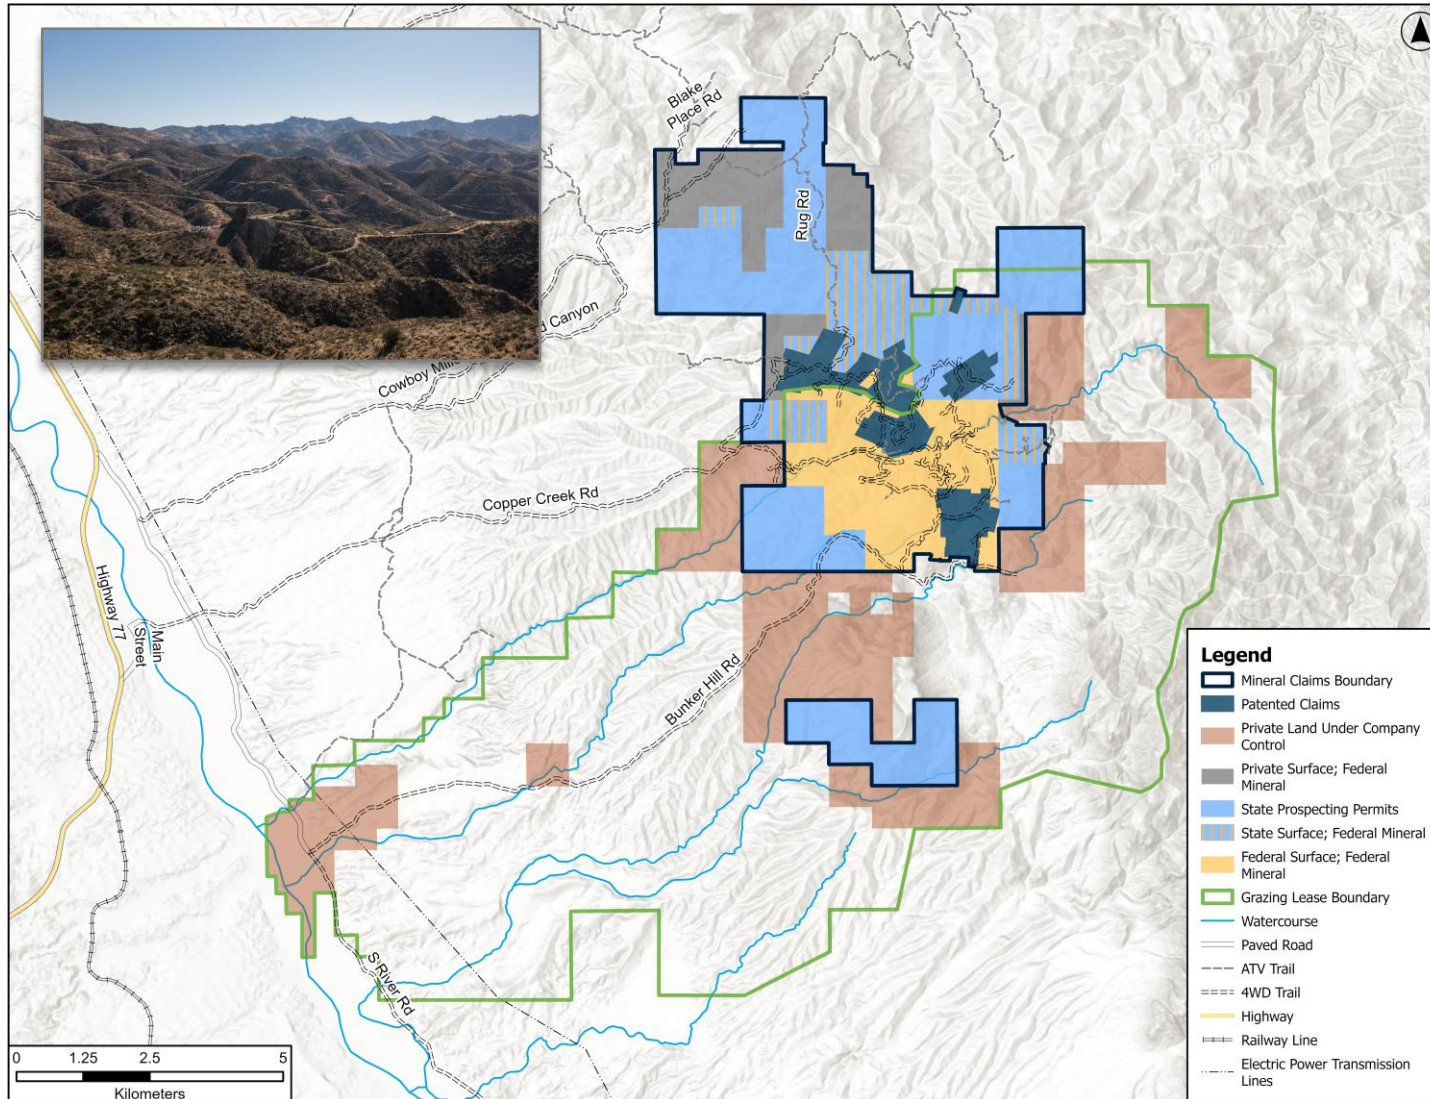 Blake
Place Rd
Rug Rd
d Canyon
Cowboy Mine
Copper Creek Rd
Highway 77
Main
Street
Bunker Hill Rd
S River Rd
0 1.25 2.5 5
Kilometers
Legend
Mineral Claims Boundary
Patented Claims
Private Land Under Company
Control
Private Surface; Federal
Mineral
State Prospecting Permits
State Surface; Federal Mineral
Federal Surface; Federal
Mineral
Grazing Lease Boundary
Watercourse
Paved Road
ATV Trail
4WD Trail
Highway
Railway Line
Electric Power Transmission
Lines